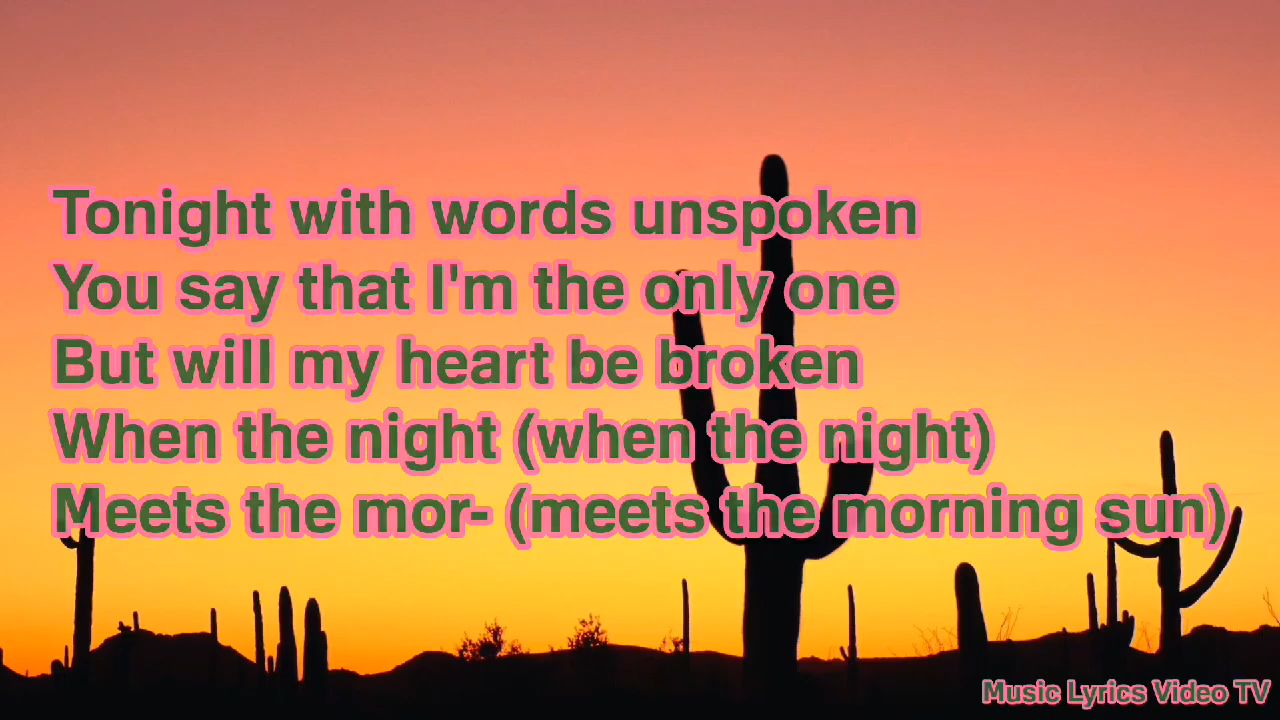 Tonight with words unspoken
You say that I'm the only one
But will my heart be broken
When the night (when the night)
Meets the mor- (meets the morning sun)
Music Lyrics Video TV